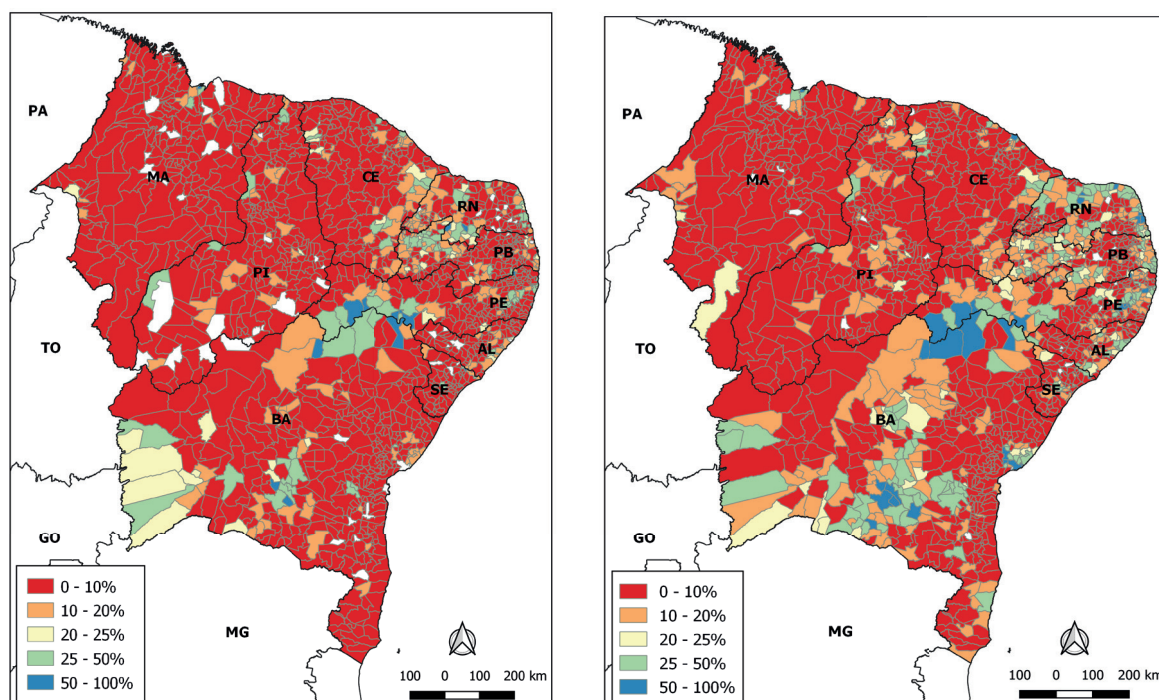 PA
MA
CE
RN
PB
PI
PE
AL
TO
SE
BA
GO
MG
0 - 10%
10 - 20%
20 - 25%
25 - 50%
50 - 100%
100 0 100 200 km
PA
MA
CE
RN
PB
PI
PE
AL
TO
SE
BA
GO
MG
0 - 10%
10 - 20%
20 - 25%
25 - 50%
50 - 100%
100 0 100 200 km